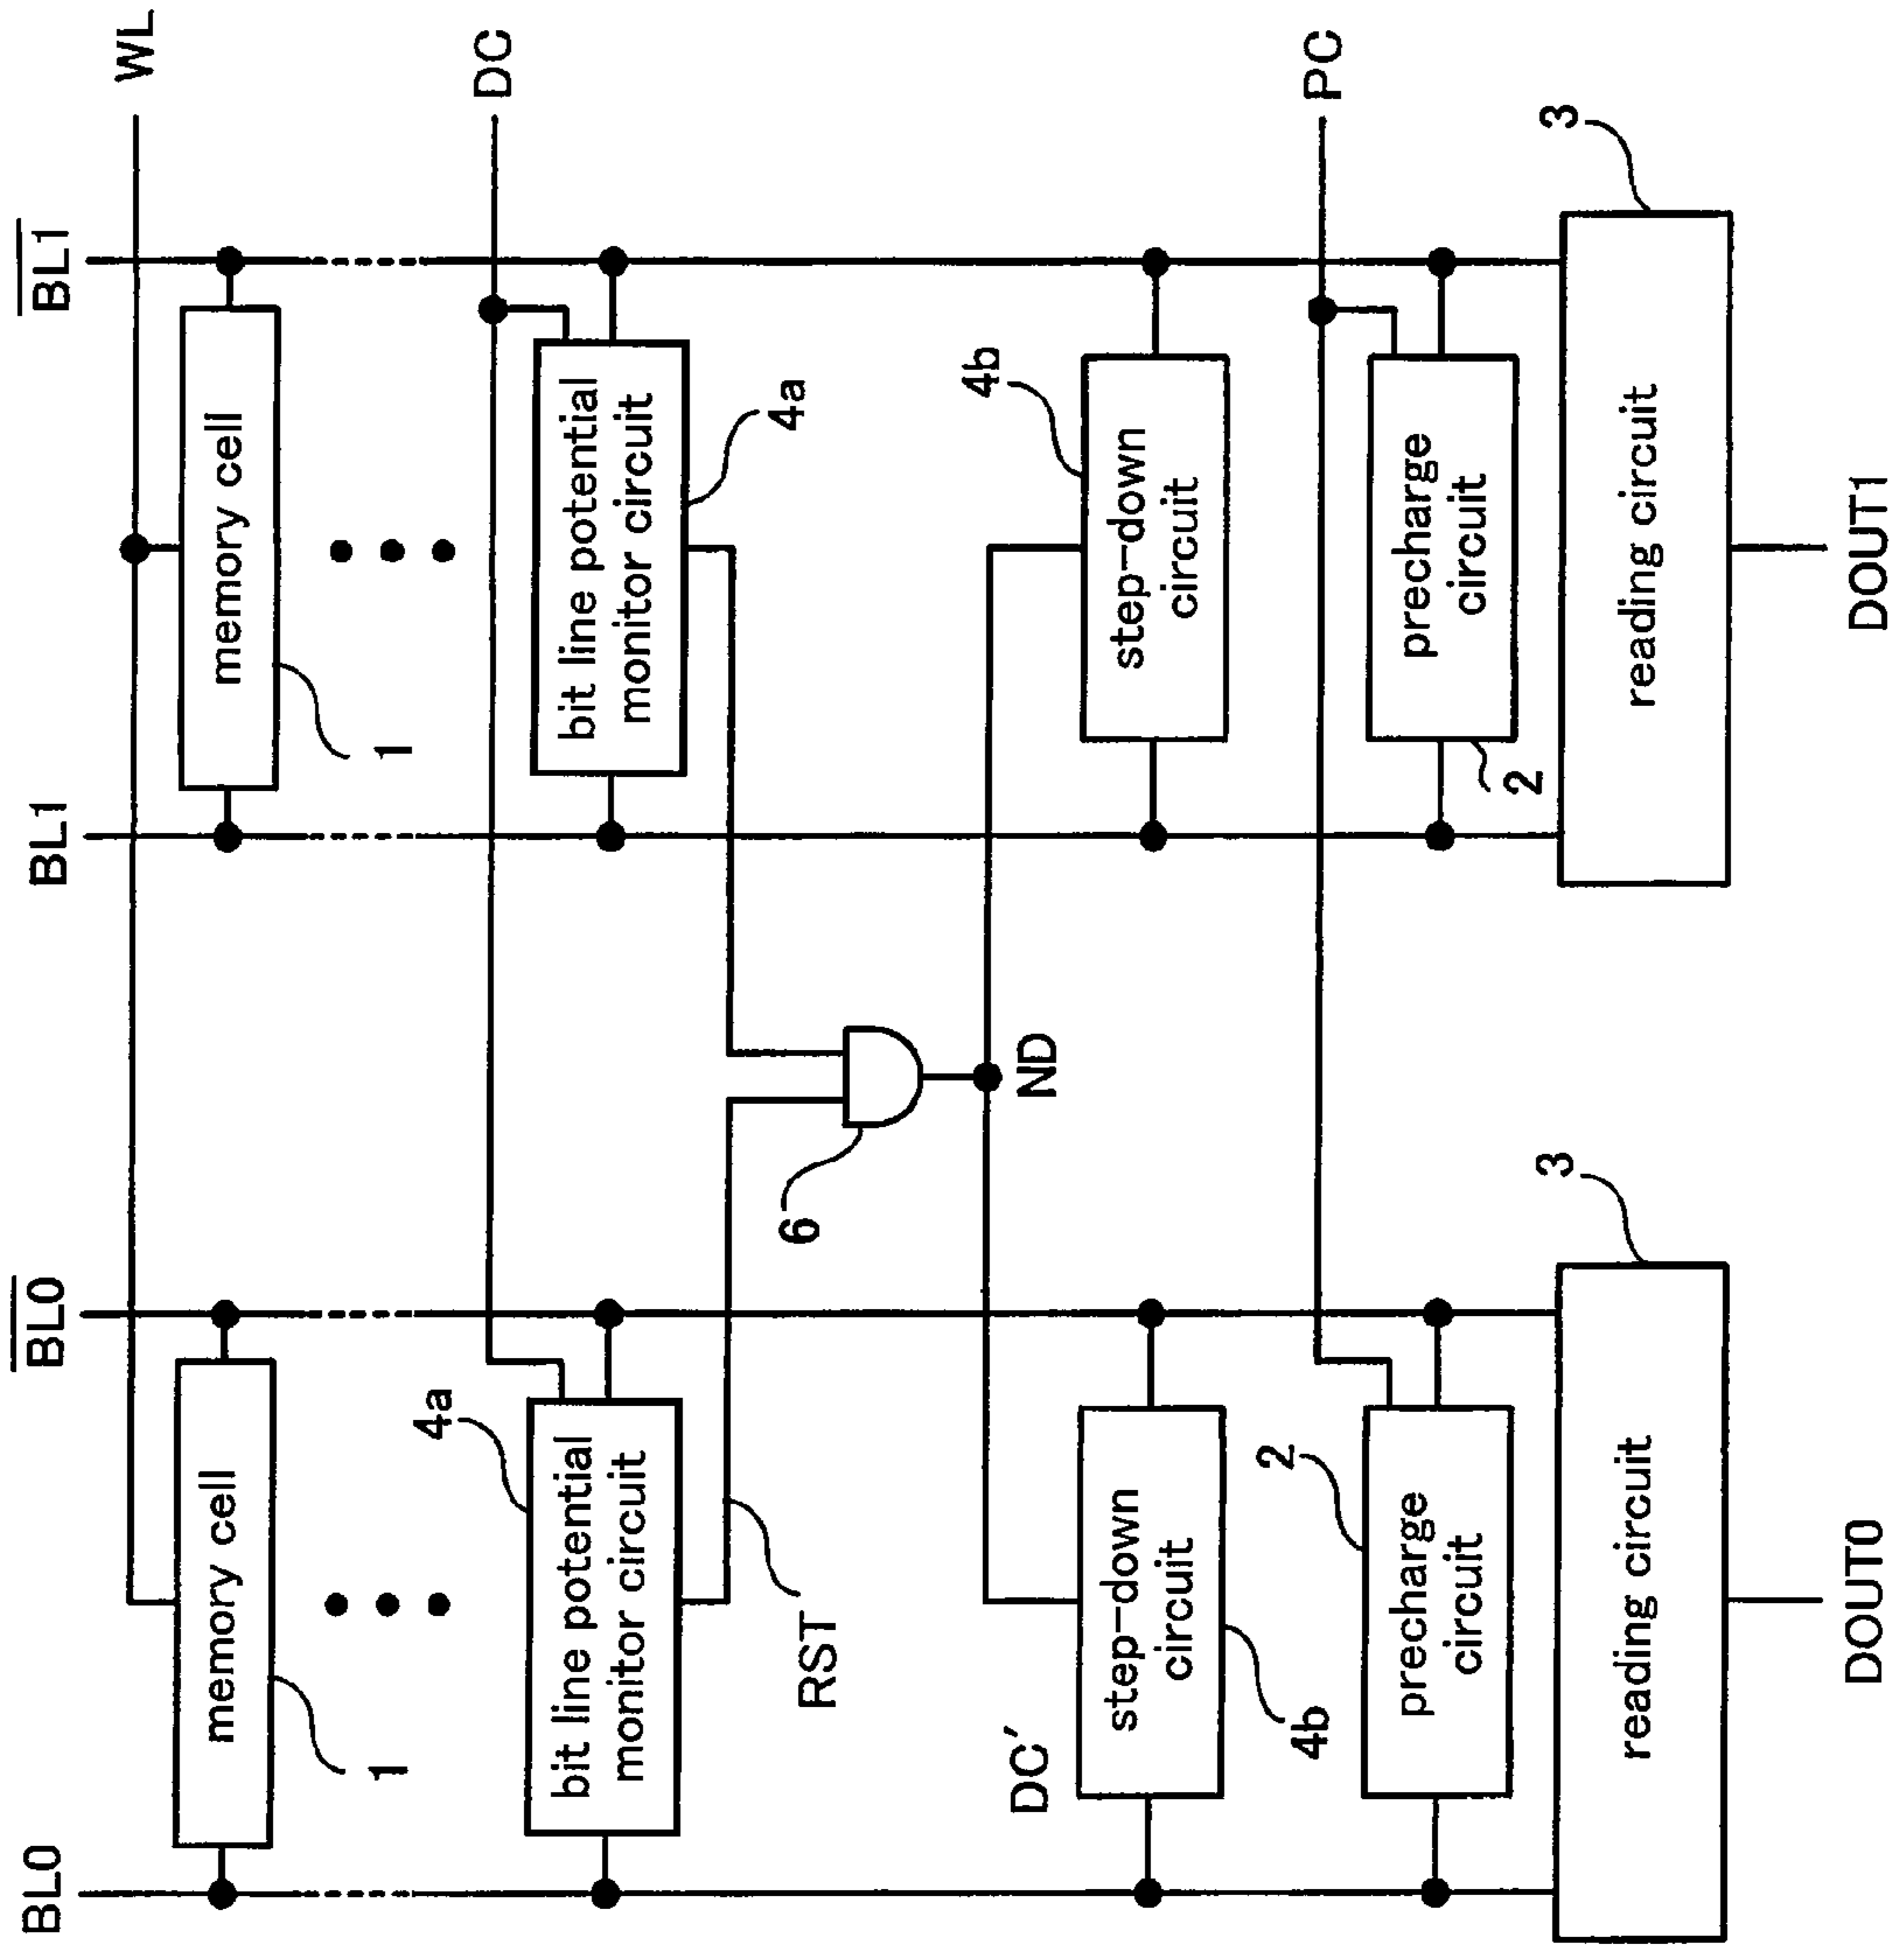 BL0
B̅L̅0̅
BL1
B̅L̅1̅
WL
memory cell
1
memory cell
1
DC
4a
bit line potential
monitor circuit
bit line potential
monitor circuit
4a
RST
6
ND
DC'
step-down
circuit
4b
4b
step-down
circuit
PC
2
precharge
circuit
precharge
circuit
2
3
reading circuit
3
reading circuit
DOUT0
DOUT1